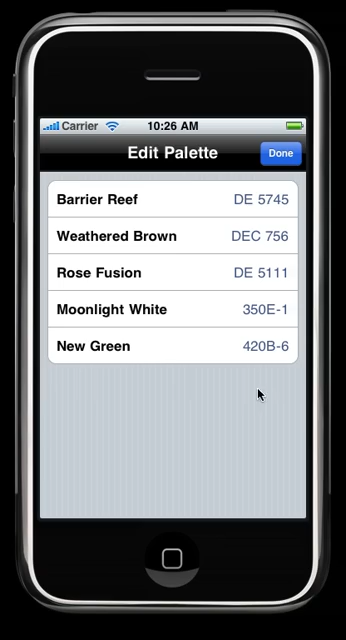 Carrier 10:26 AM
Edit Palette Done
Barrier Reef DE 5745
Weathered Brown DEC 756
Rose Fusion DE 5111
Moonlight White 350E-1
New Green 420B-6